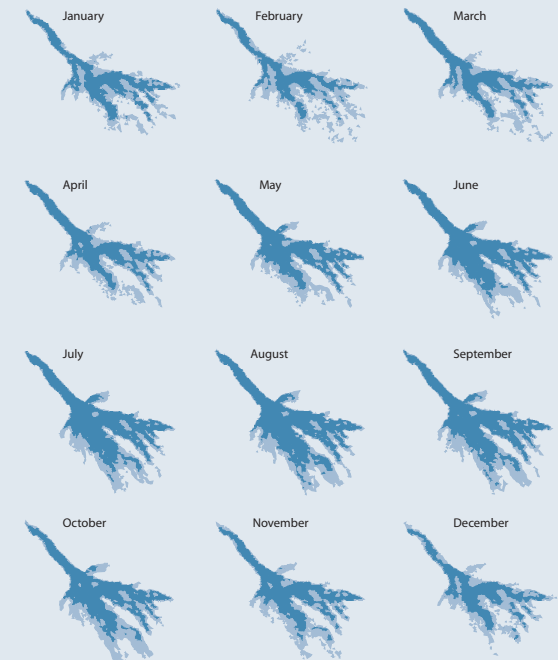 January
February
March
April
May
June
July
August
September
October
November
December